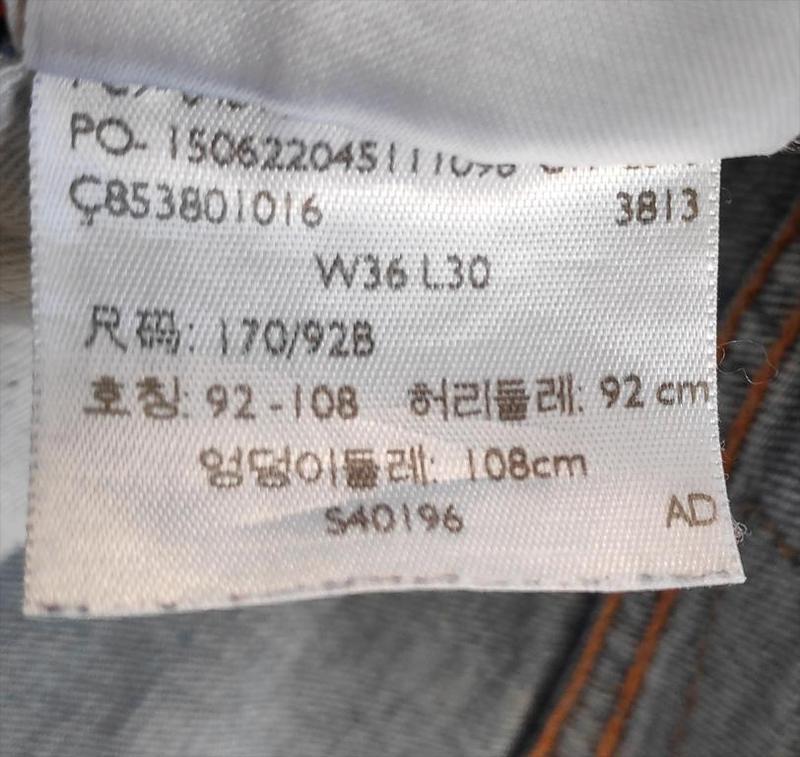 PO- 150622045111
Ç853801016 3813
W36 L30
尺码: 170/92B
호칭: 92 -108 허리둘레: 92 cm
엉덩이둘레: 108cm
S40196 AD